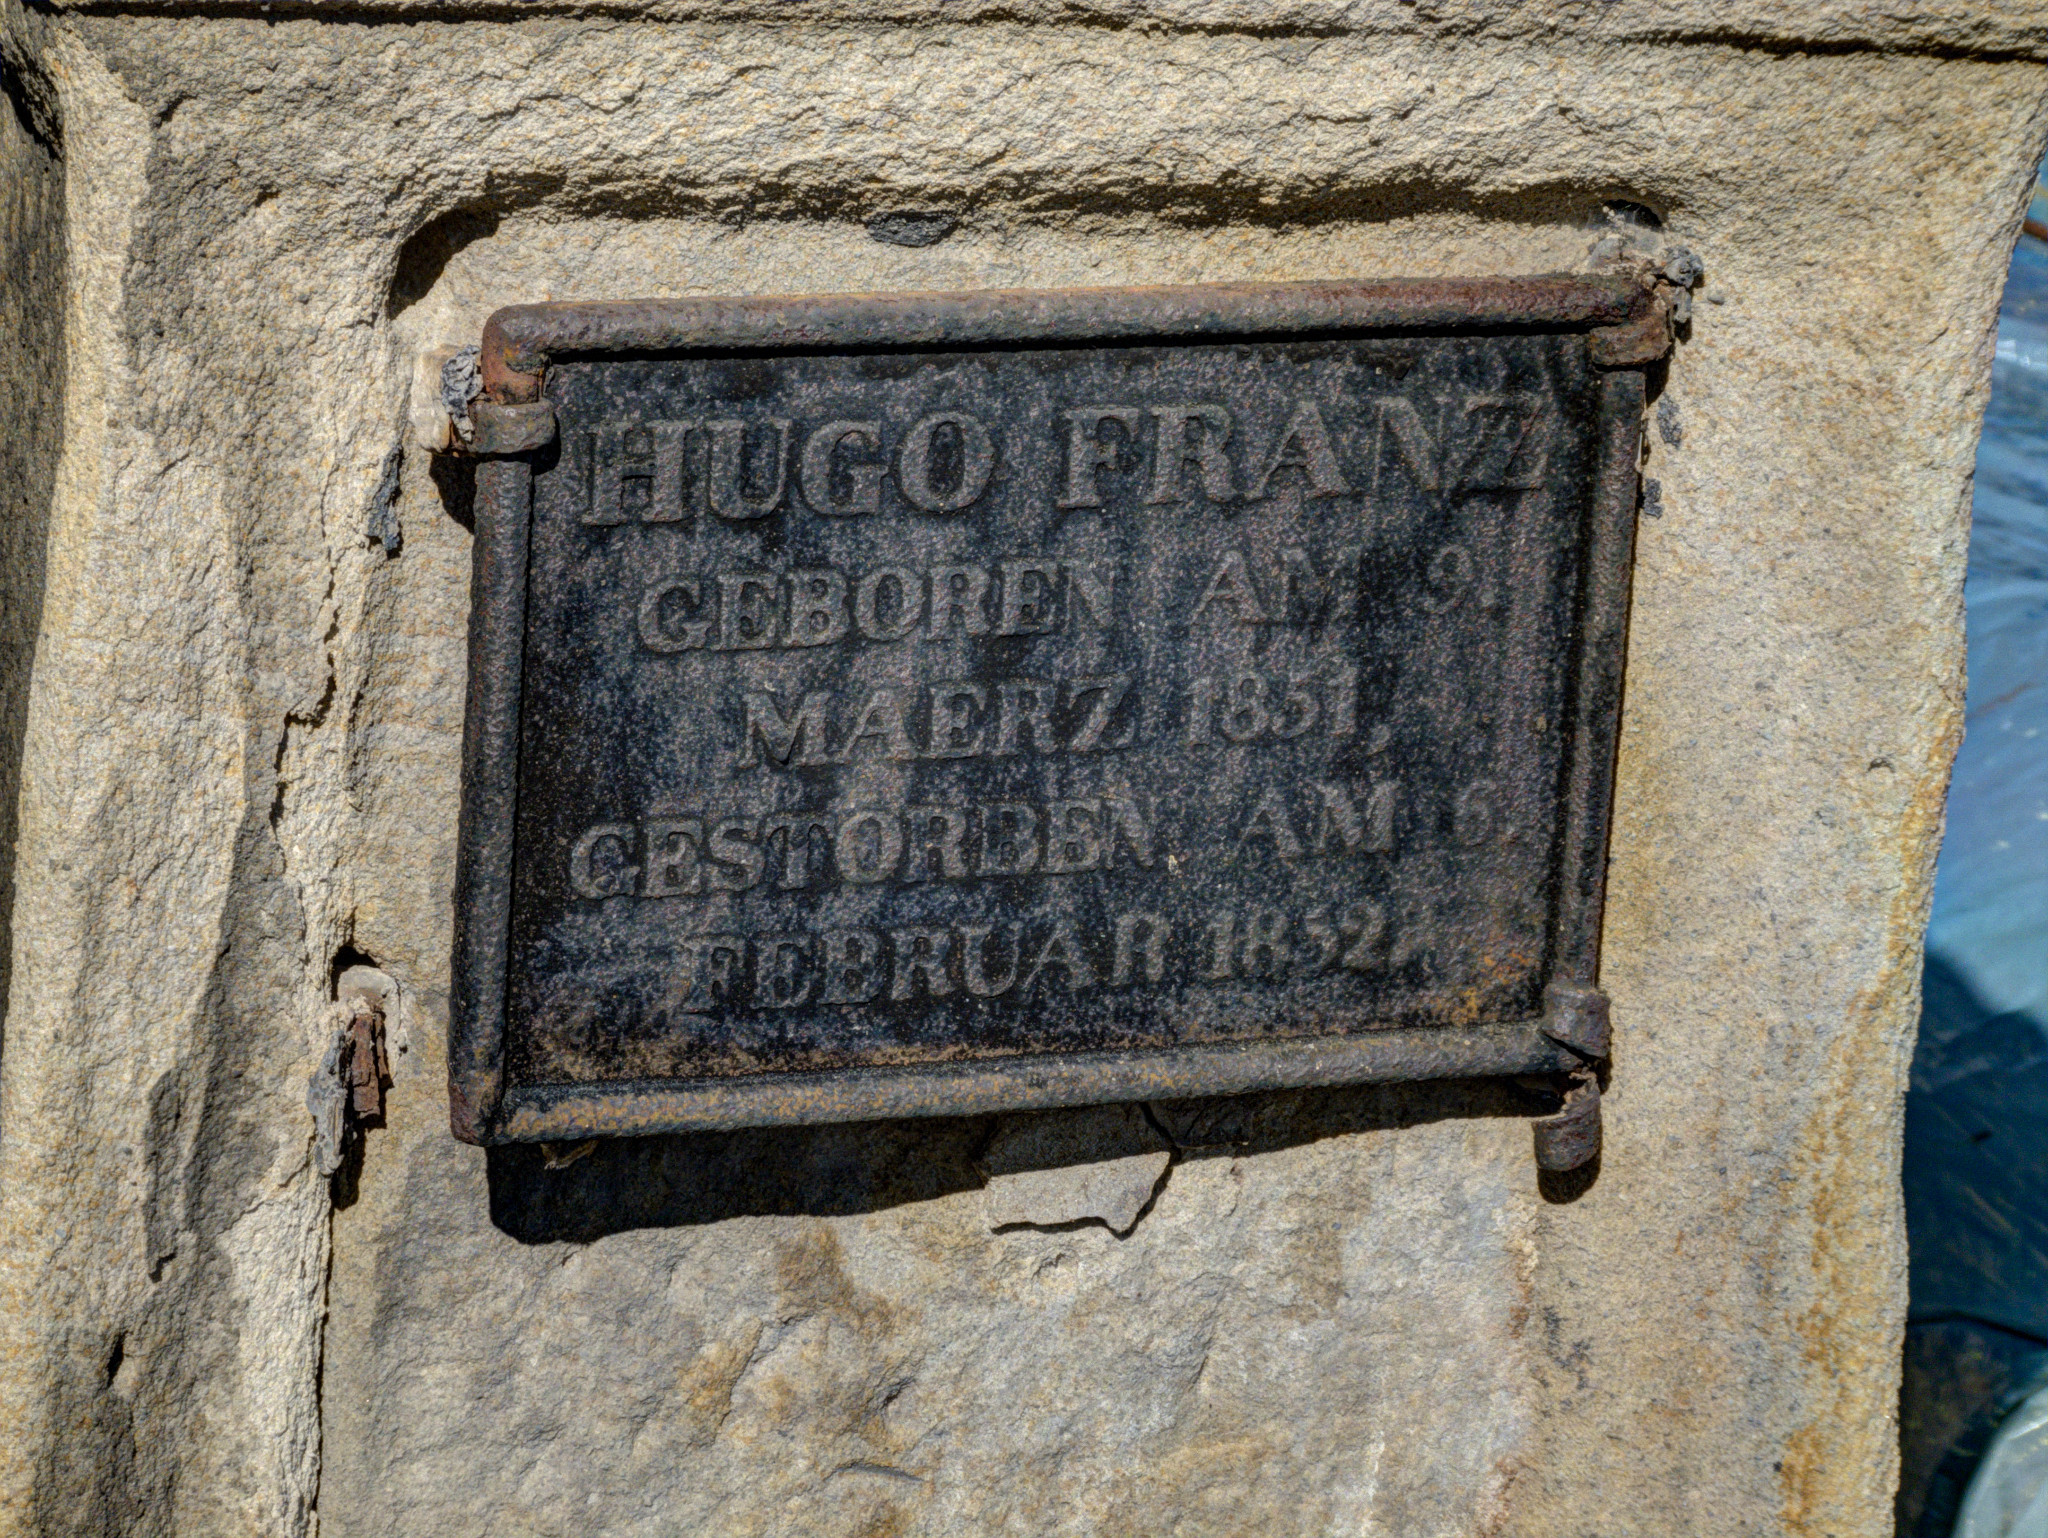 HUGO FRANZ
GEBOREN AM 9.
MAERZ 1851,
GESTORBEN AM 6.
FEBRUAR 1852.